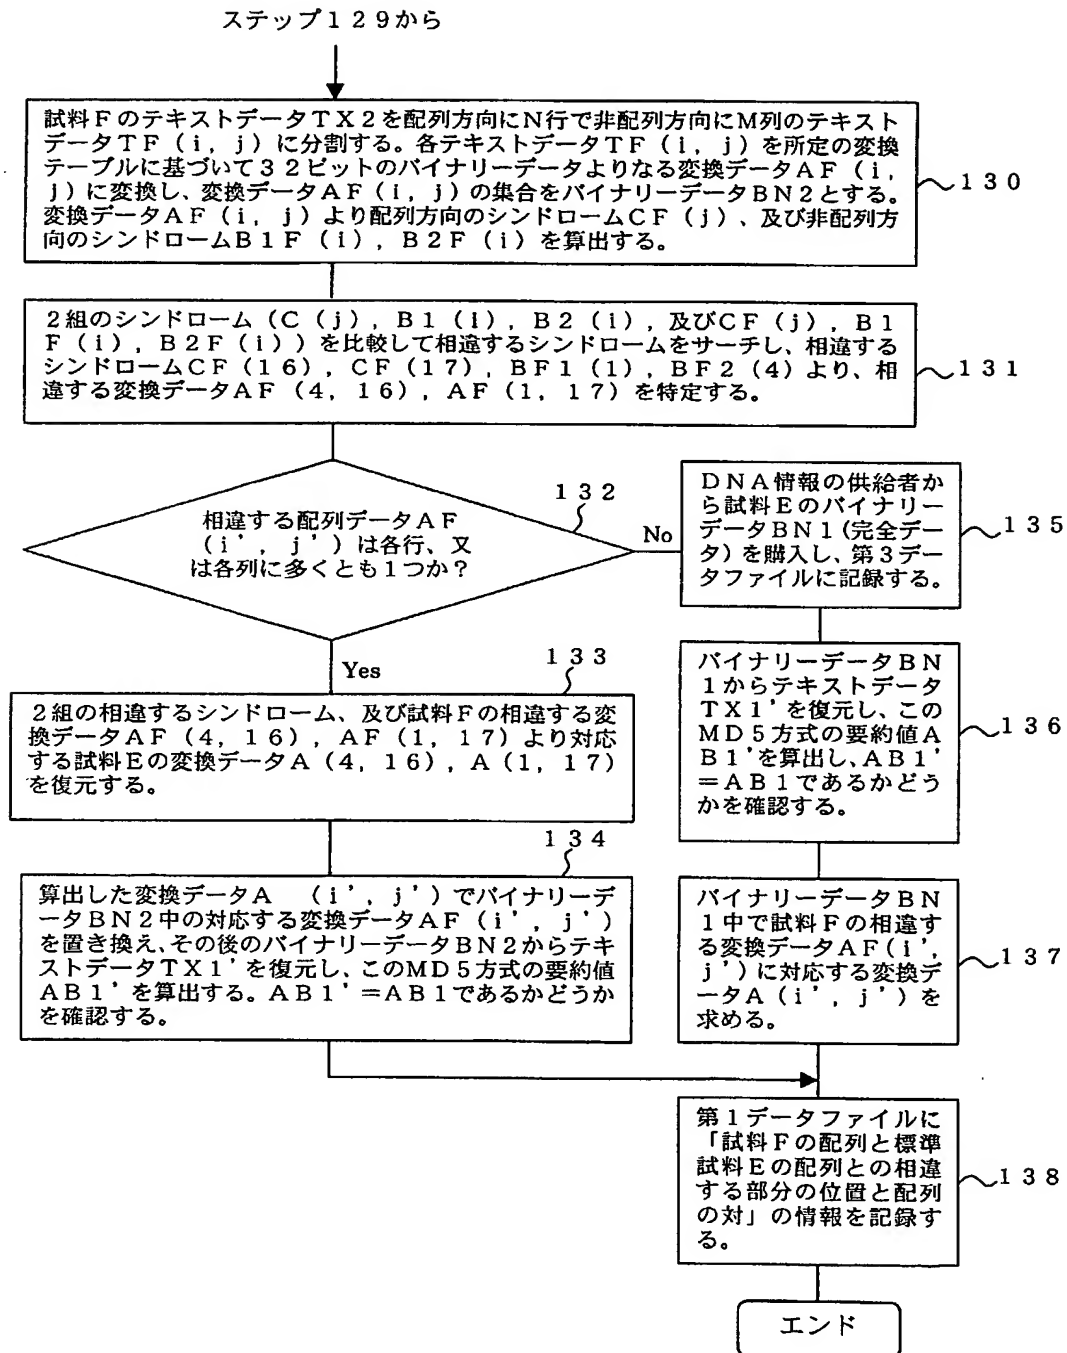 ステップ129から
試料FのテキストデータTX2を配列方向にN行で非配列方向にM列のテキスト
データTF(i,j)に分割する。各テキストデータTF(i,j)を所定の変換
テーブルに基づいて32ビットのバイナリーデータよりなる変換データAF(i,
j)に変換し、変換データAF(i,j)の集合をバイナリーデータBN2とする。
変換データAF(i,j)より配列方向のシンドロームCF(j)、及び非配列方
向のシンドロームB1F(i),B2F(i)を算出する。
130
2組のシンドローム(C(j),B1(i),B2(i),及びCF(j),B1
F(i),B2F(i))を比較して相違するシンドロームをサーチし、相違する
シンドロームCF(16),CF(17),BF1(1),BF2(4)より、相
違する変換データAF(4,16),AF(1,17)を特定する。
131
132
相違する配列データAF
(i',j')は各行、又
は各列に多くとも1つか?
No
Yes
DNA情報の供給者か
ら試料Eのバイナリー
データBN1(完全デー
タ)を購入し、第3デー
タファイルに記録する。
135
133
2組の相違するシンドローム、及び試料Fの相違する変
換データAF(4,16),AF(1,17)より対応
する試料Eの変換データA(4,16),A(1,17)
を復元する。
バイナリーデータBN
1からテキストデータ
TX1'を復元し、この
MD5方式の要約値A
B1'を算出し、AB1'
=AB1であるかどう
かを確認する。
136
134
算出した変換データA (i',j')でバイナリーデ
ータBN2中の対応する変換データAF(i',j')
を置き換え、その後のバイナリーデータBN2からテキ
ストデータTX1'を復元し、このMD5方式の要約値
AB1'を算出する。AB1'=AB1であるかどうか
を確認する。
バイナリーデータBN
1中で試料Fの相違す
る変換データAF(i',
j')に対応する変換デ
ータA(i',j')を
求める。
137
第1データファイルに
「試料Fの配列と標準
試料Eの配列との相違
する部分の位置と配列
の対」の情報を記録す
る。
138
エンド